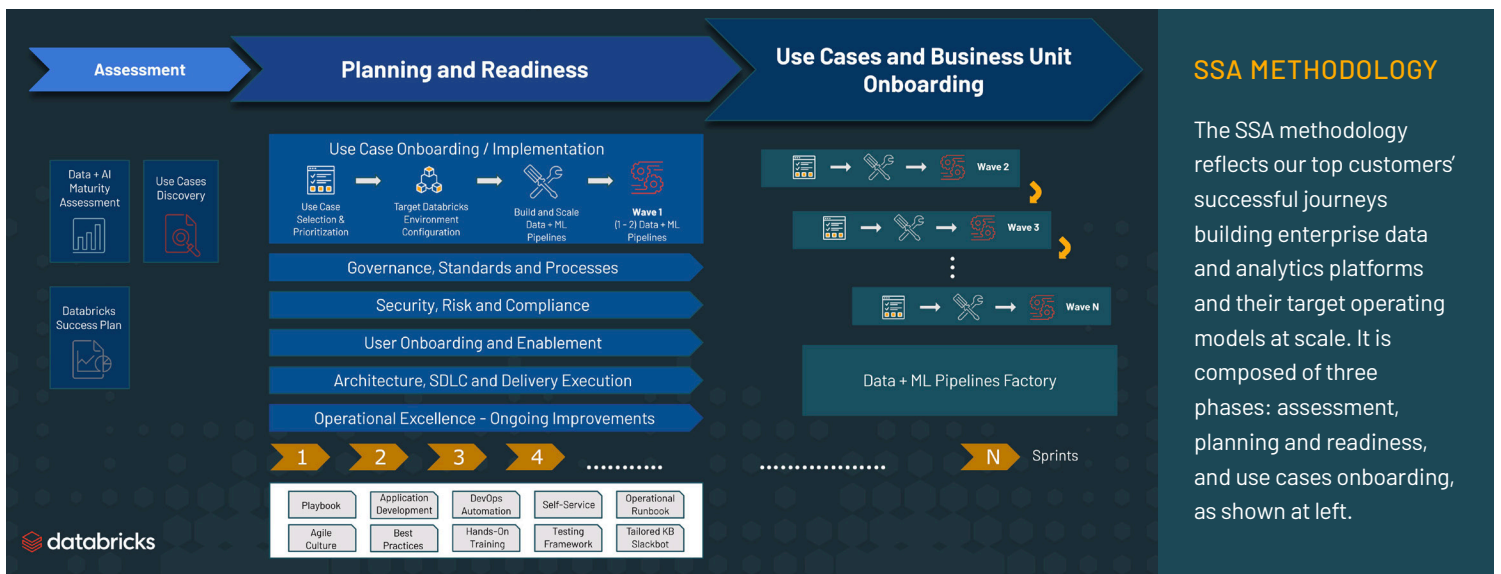 Assessment
Planning and Readiness
Use Cases and Business Unit
Onboarding
Data + AI
Maturity
Assessment
Use Cases
Discovery
Databricks
Success Plan
Use Case Onboarding / Implementation
Use Case
Selection &
Prioritization
Target Databricks
Environment
Configuration
Build and Scale
Data + ML
Pipelines
Wave 1
(1 - 2) Data + ML
Pipelines
Governance, Standards and Processes
Security, Risk and Compliance
User Onboarding and Enablement
Architecture, SDLC and Delivery Execution
Operational Excellence - Ongoing Improvements
1
2
3
4
...........
Playbook
Application
Development
DevOps
Automation
Self-Service
Operational
Runbook
Agile
Culture
Best
Practices
Hands-On
Training
Testing
Framework
Tailored KB
Slackbot
Wave 2
Wave 3
Wave N
Data + ML Pipelines Factory
.................
N
Sprints
databricks
SSA METHODOLOGY
The SSA methodology
reflects our top customers’
successful journeys
building enterprise data
and analytics platforms
and their target operating
models at scale. It is
composed of three
phases: assessment,
planning and readiness,
and use cases onboarding,
as shown at left.